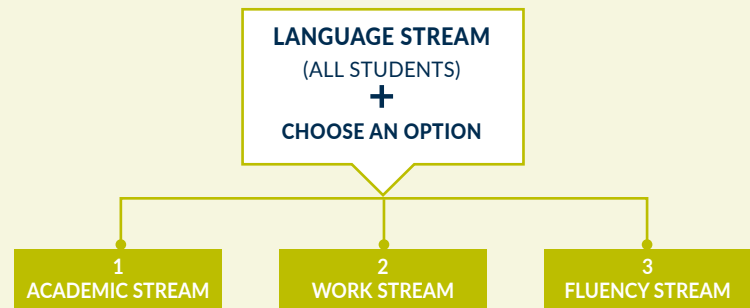 LANGUAGE STREAM
(ALL STUDENTS)
+
CHOOSE AN OPTION
1
ACADEMIC STREAM
2
WORK STREAM
3
FLUENCY STREAM